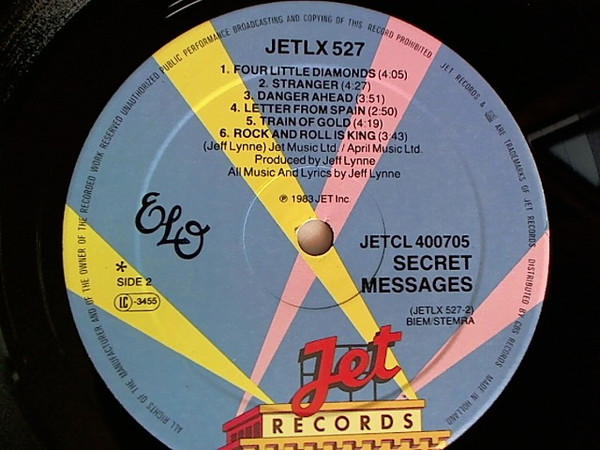 UNAUTHORIZED PUBLIC PERFORMANCE BROADCASTING AND COPYING OF THIS RECORD PROHIBITED
JET RECORDS & ARE TRADEMARKS OF JET RECORDS. DISTRIBUTED BY CBS RECORDS
MADE IN HOLLAND
ALL RIGHTS OF THE MANUFACTURER AND OF THE OWNER OF THE RECORDED WORK RESERVED
JETLX 527
1. FOUR LITTLE DIAMONDS (4:05)
2. STRANGER (4:27)
3. DANGER AHEAD (3:51)
4. LETTER FROM SPAIN (2:50)
5. TRAIN OF GOLD (4:19)
6. ROCK AND ROLL IS KING (3:43)
(Jeff Lynne) Jet Music Ltd. / April Music Ltd.
Produced by Jeff Lynne
All Music And Lyrics by Jeff Lynne
℗ 1983 JET Inc.
ELO
*
SIDE 2
LC-3455
JETCL 400705
SECRET
MESSAGES
(JETLX 527-2)
BIEM/STEMRA
Jet
RECORDS